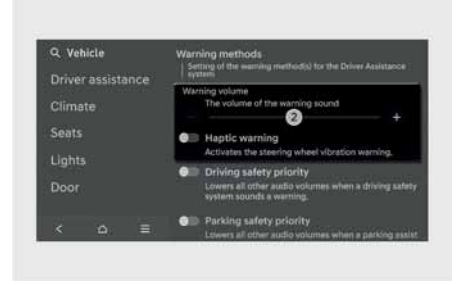 Vehicle
Driver assistance
Climate
Seats
Lights
Door
Warning methods
Setting of the warning method(s) for the Driver Assistance
system
Warning volume
The volume of the warning sound
- 2 +
Haptic warning
Activates the steering wheel vibration warning.
Driving safety priority
Lowers all other audio volumes when a driving safety
system sounds a warning.
Parking safety priority
Lowers all other audio volumes when a parking assist